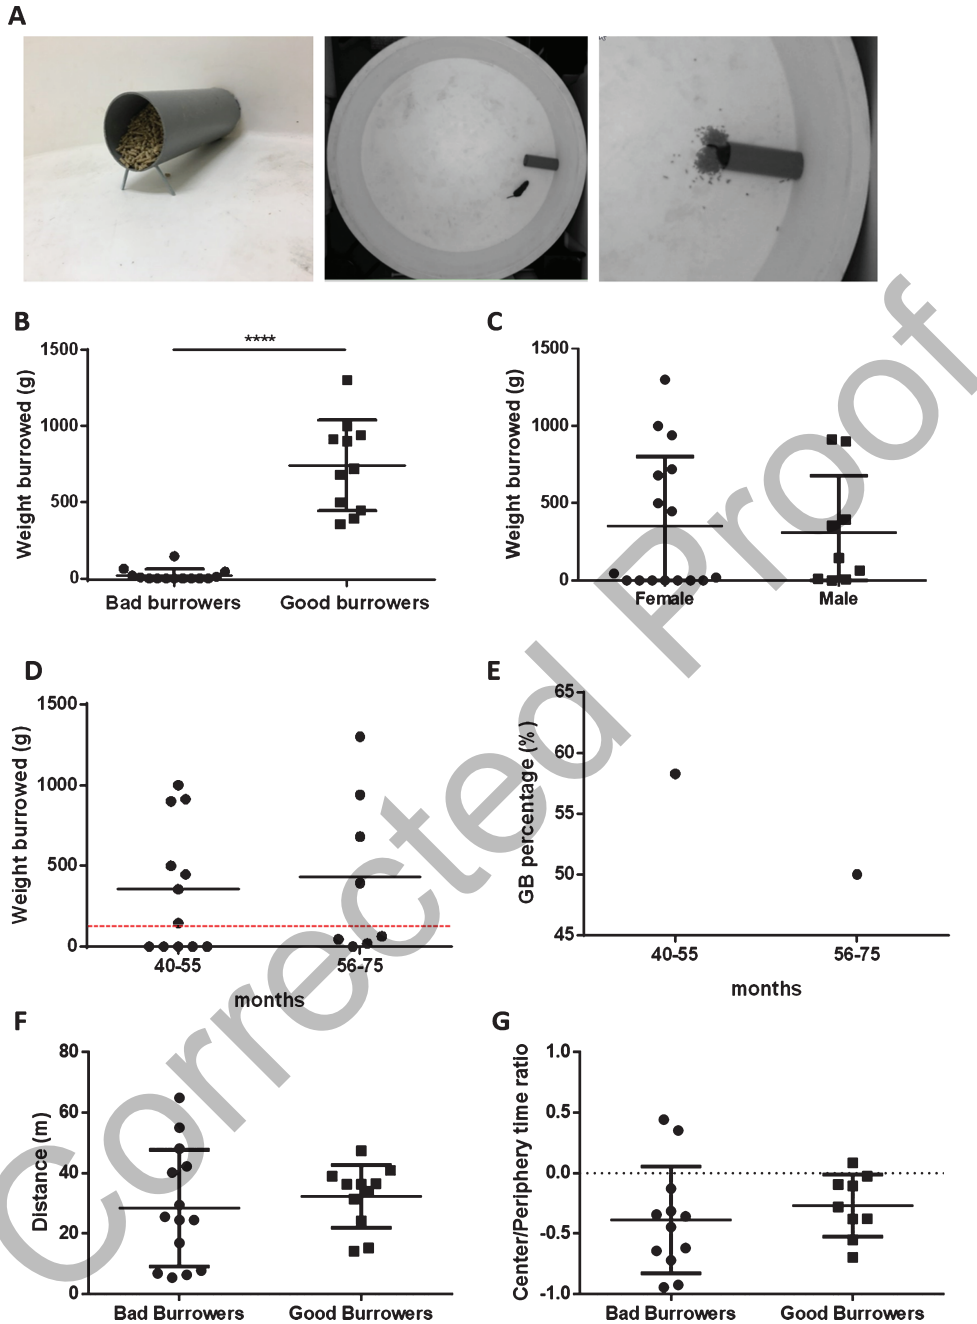 A
B
C
1500
1000
500
0
Weight burrowed (g)
****
Bad burrowers
Good burrowers
1500
1000
500
0
Weight burrowed (g)
Female
Male
D
E
1500
1000
500
0
Weight burrowed (g)
40-55
56-75
months
65
60
55
50
45
GB percentage (%)
40-55
56-75
months
F
G
80
60
40
20
0
Distance (m)
Bad Burrowers
Good Burrowers
1.0
0.5
0.0
-0.5
-1.0
Center/Periphery time ratio
Bad Burrowers
Good Burrowers
Corrected Proof